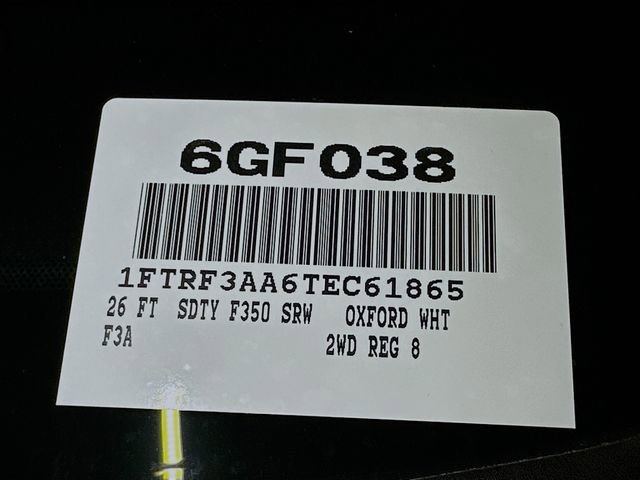 6GF038
1FTRF3AA6TEC61865
26 FT SDTY F350 SRW OXFORD WHT
F3A 2WD REG 8